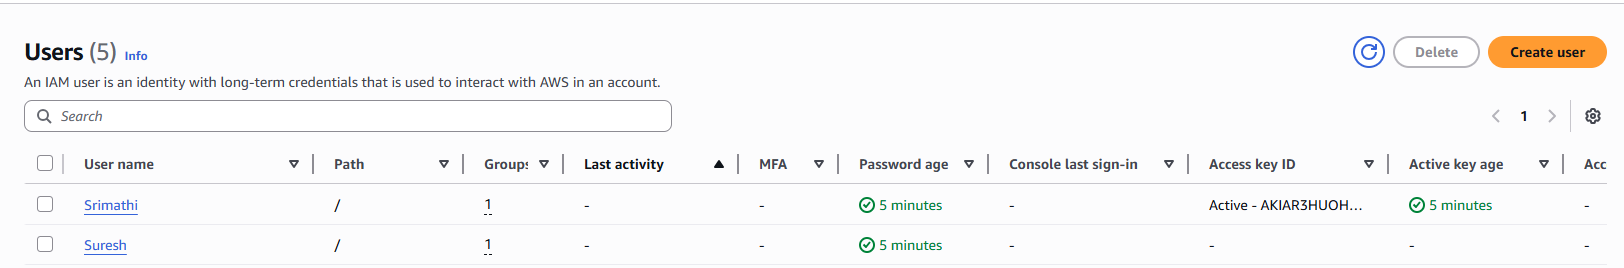 Users (5) Info
Delete
Create user
An IAM user is an identity with long-term credentials that is used to interact with AWS in an account.
Search
1
User name Path Groups Last activity MFA Password age Console last sign-in Access key ID Active key age Acc
Srimathi / 1 - - 5 minutes - Active - AKIAR3HUOH... 5 minutes -
Suresh / 1 - - 5 minutes - - - -